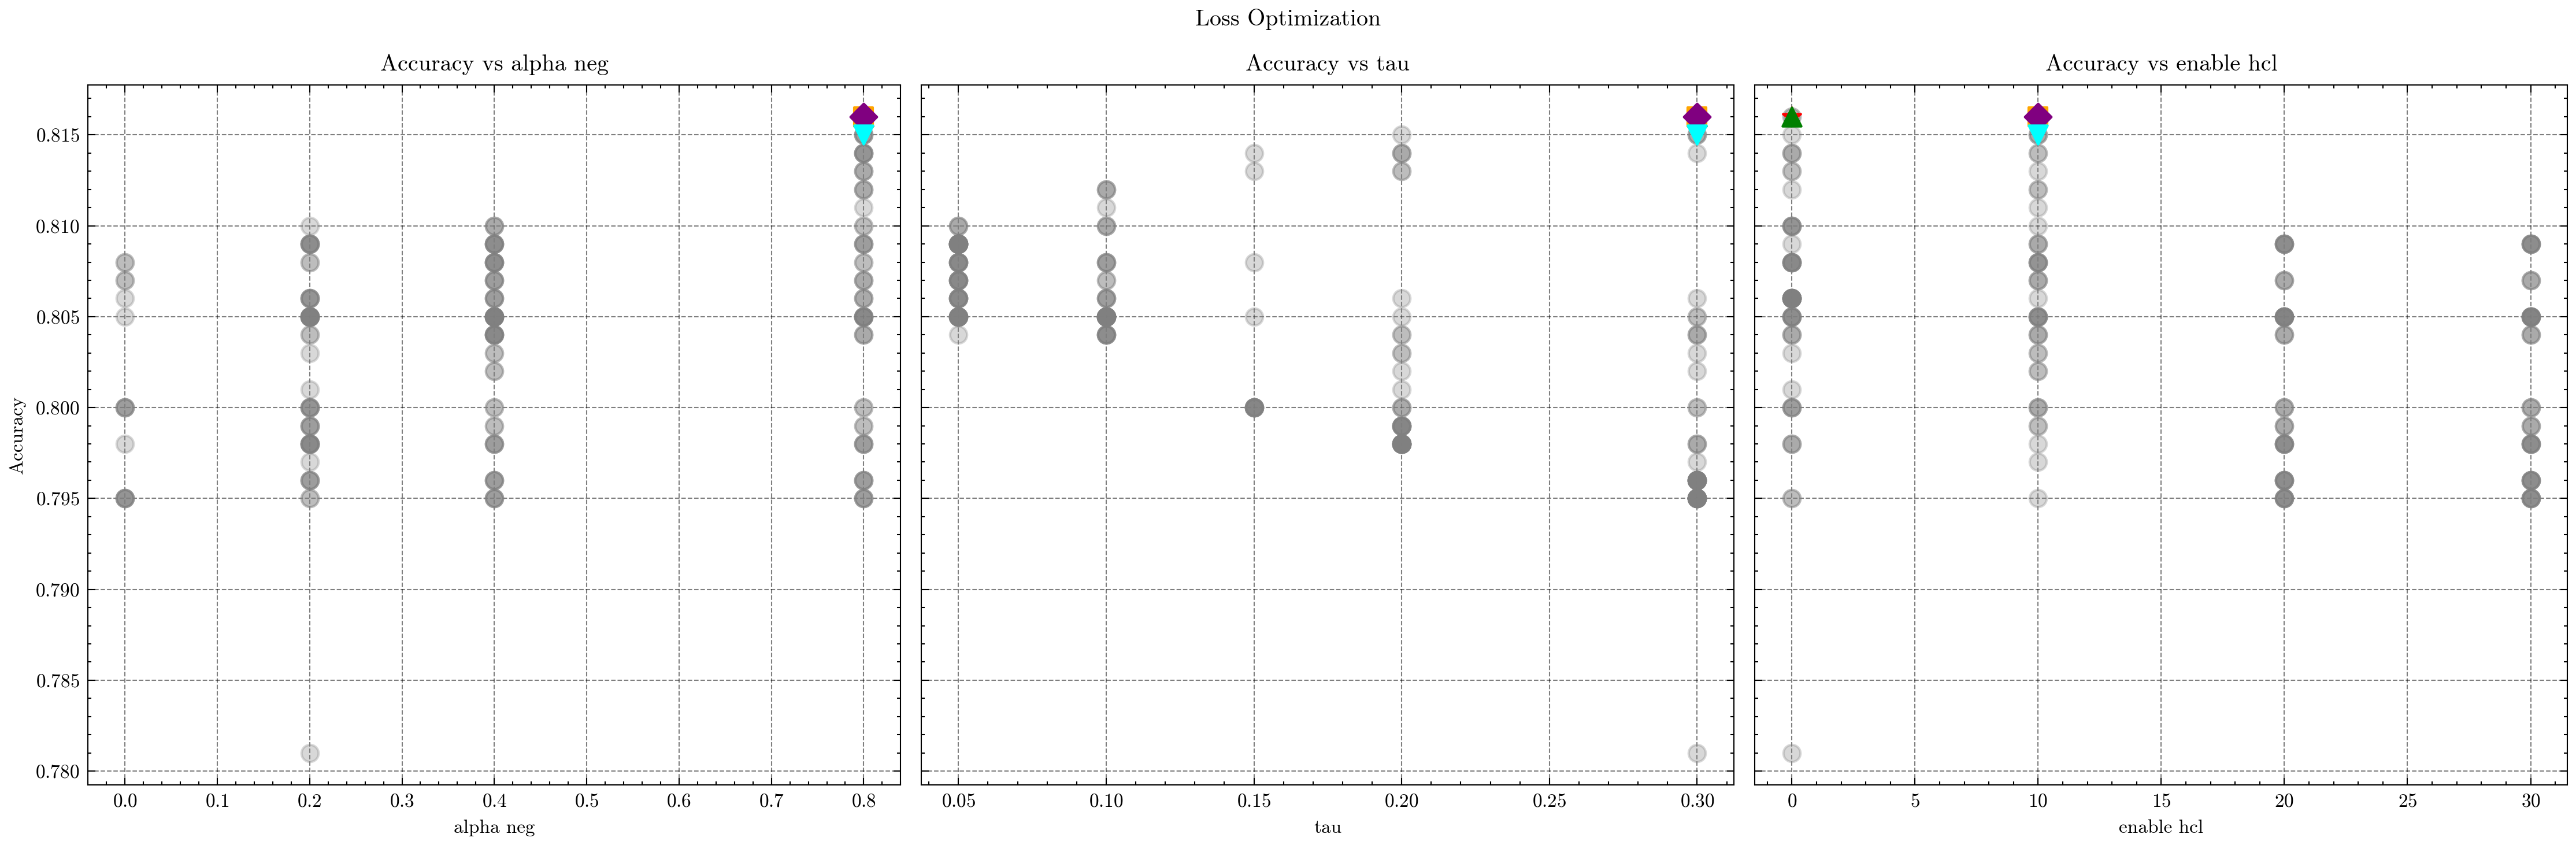 Loss Optimization
Accuracy vs alpha neg
Accuracy vs tau
Accuracy vs enable hcl
Accuracy
0.815
0.810
0.805
0.800
0.795
0.790
0.785
0.780
0.0 0.1 0.2 0.3 0.4 0.5 0.6 0.7 0.8
0.05 0.10 0.15 0.20 0.25 0.30
0 5 10 15 20 25 30
alpha neg
tau
enable hcl